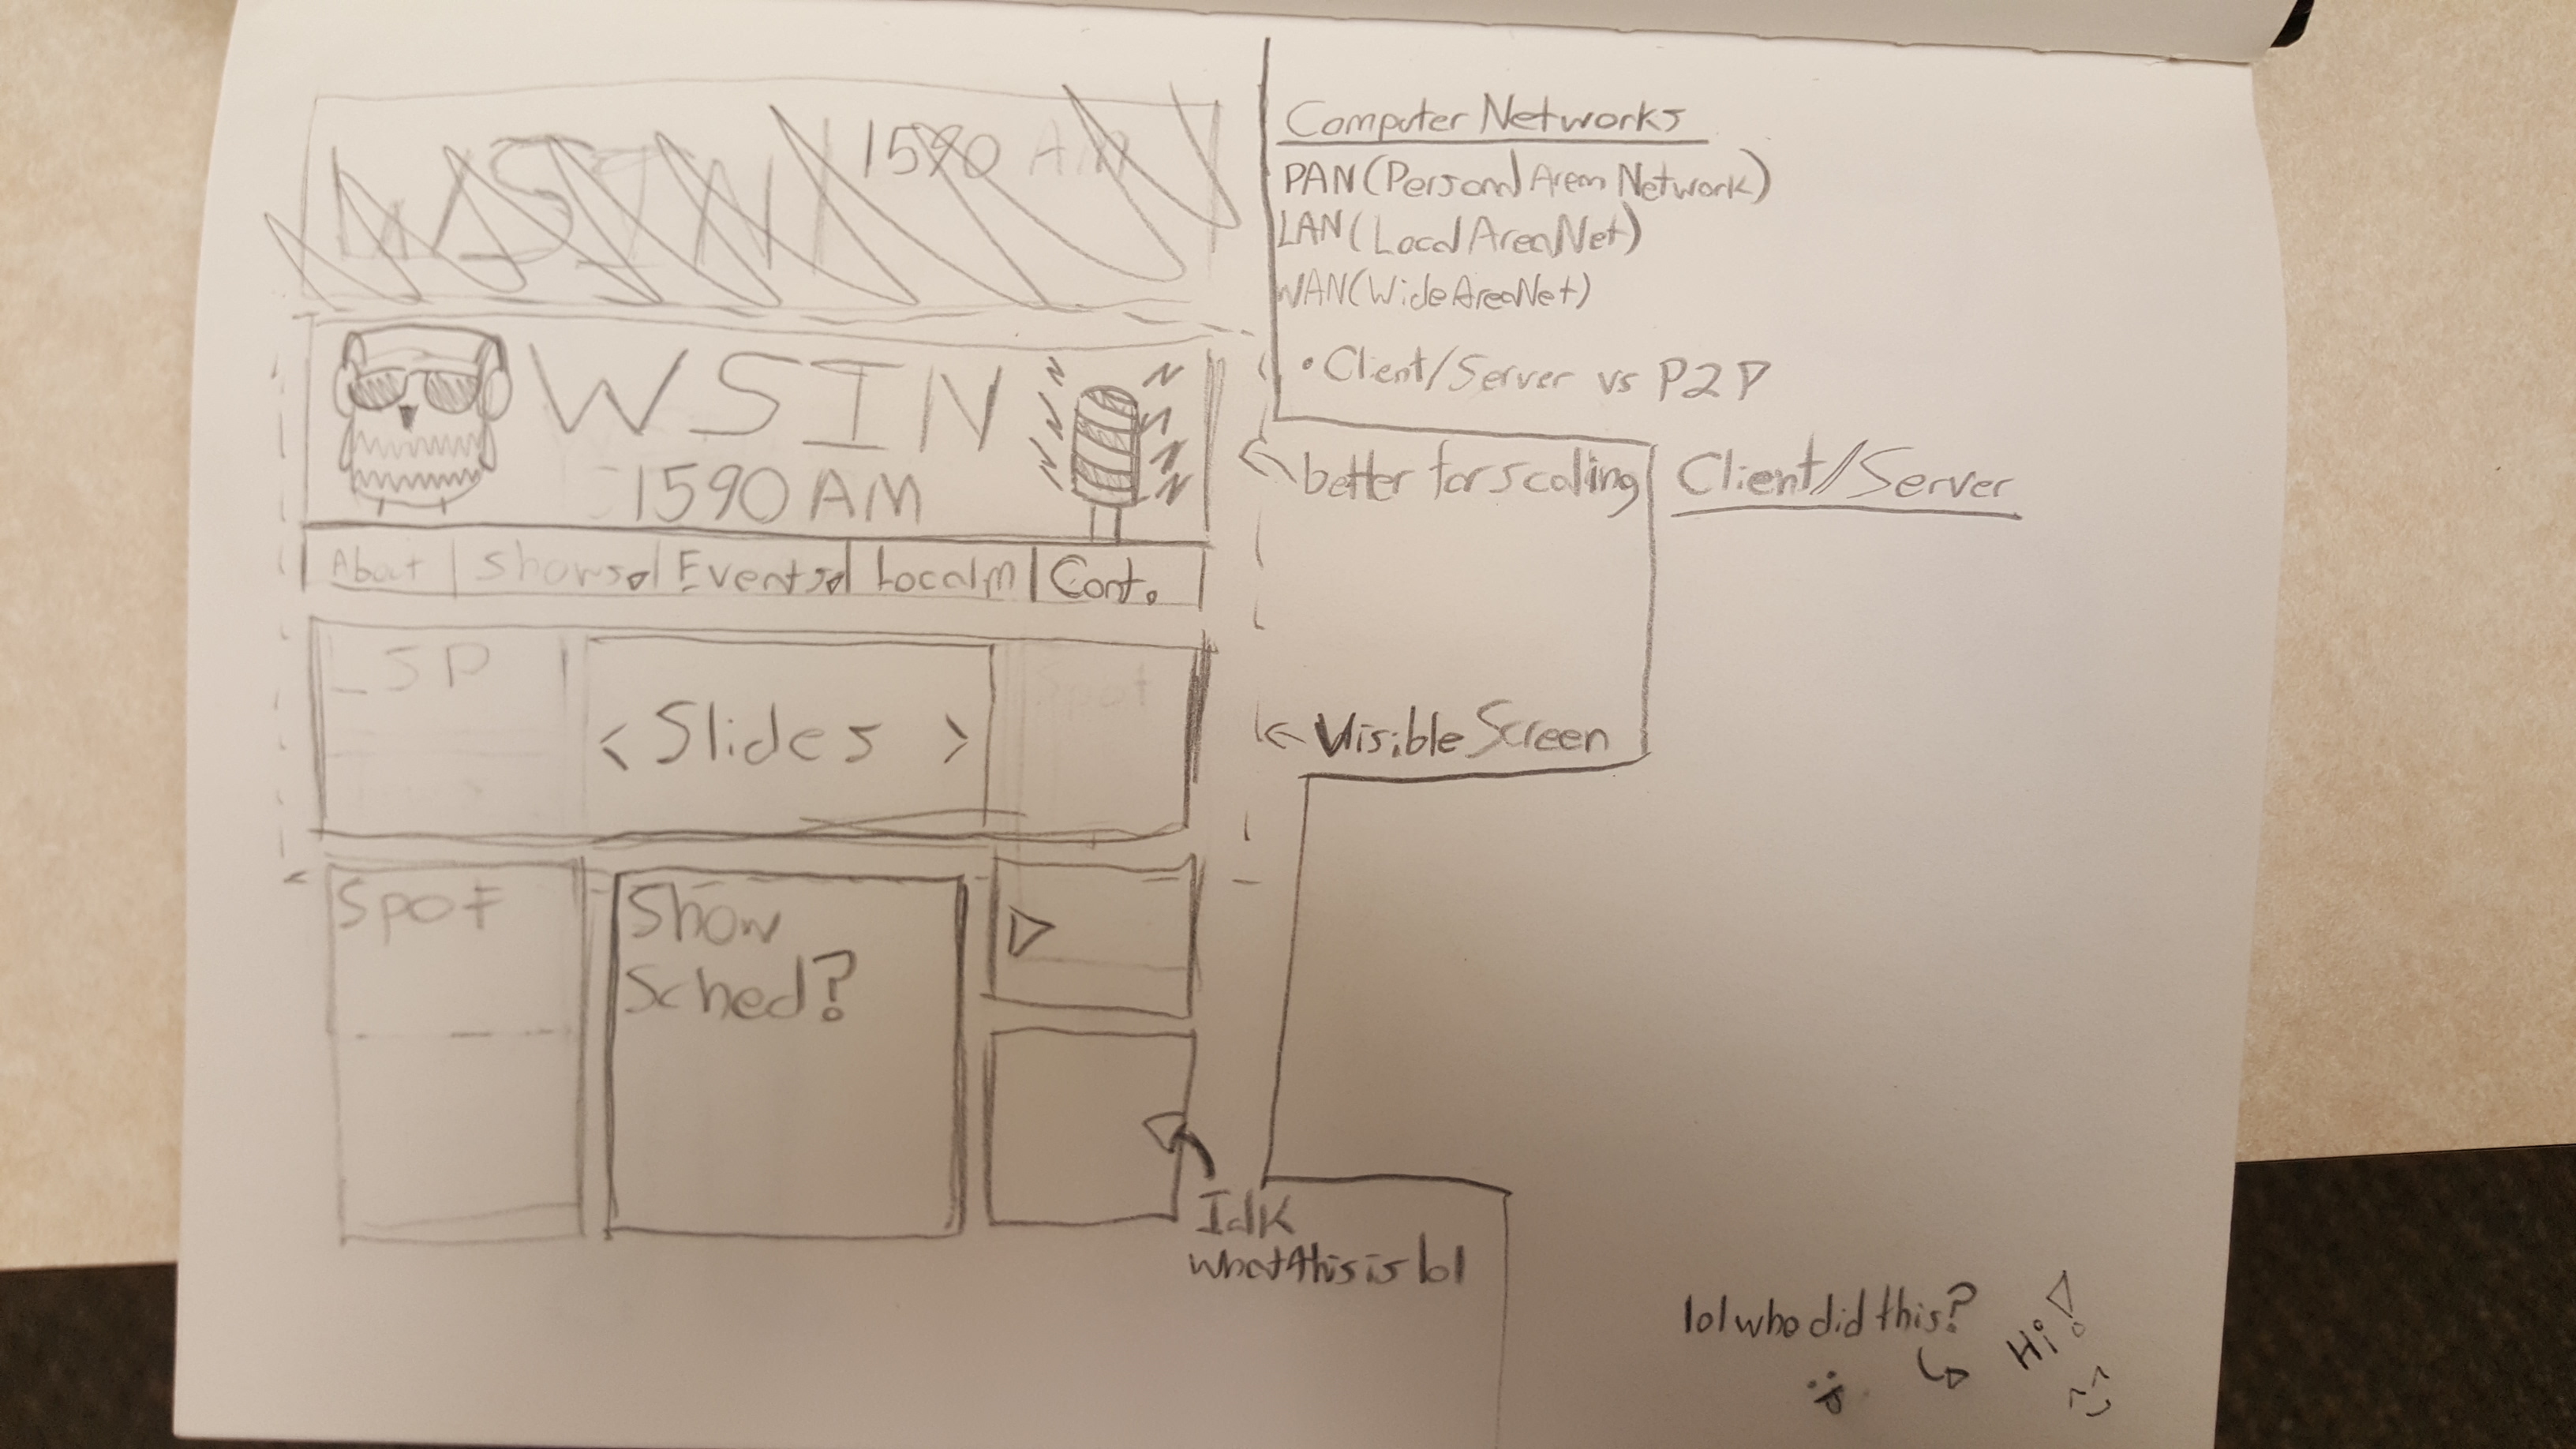 1590 AM
WSIN
1590 AM
About
Shows
Events
Localm
Cont.
LSP
< Slides >
Spot
Spot
Show
Sched?
Idk
what this is lol
Computer Networks
PAN (Personal Area Network)
LAN (Local Area Net)
WAN (Wide Area Net)
• Client/Server vs P2P
better for scaling
Client/Server
Visible Screen
lol who did this?
Hi!